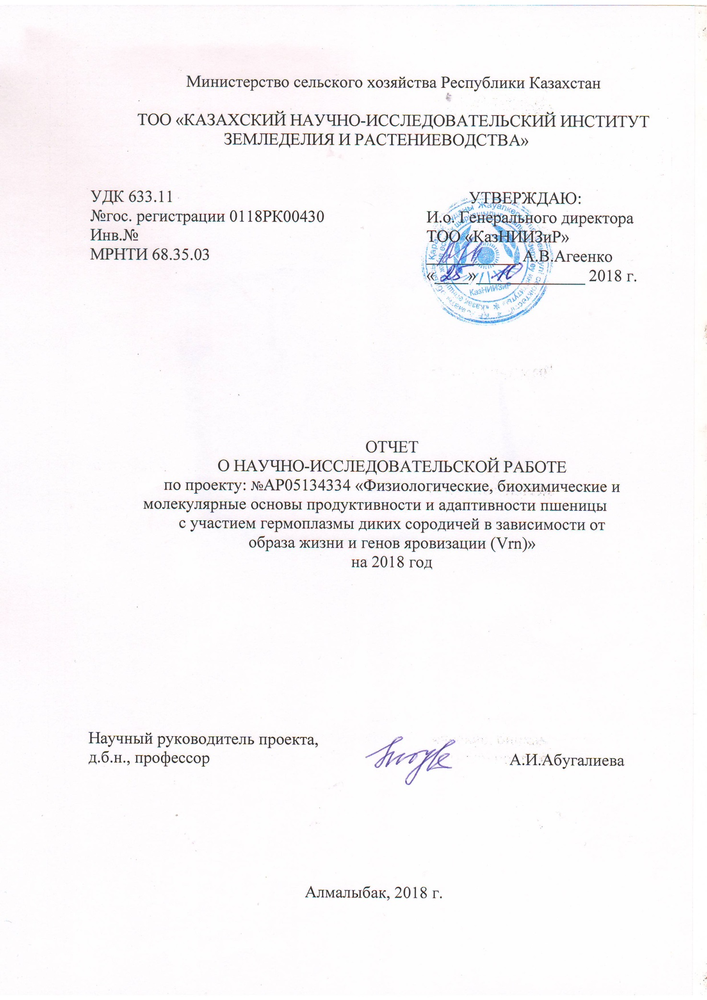 Министерство сельского хозяйства Республики Казахстан
ТОО «КАЗАХСКИЙ НАУЧНО-ИССЛЕДОВАТЕЛЬСКИЙ ИНСТИТУТ
ЗЕМЛЕДЕЛИЯ И РАСТЕНИЕВОДСТВА»
УДК 633.11
№гос. регистрации 0118РК00430
Инв.№
МРНТИ 68.35.03
УТВЕРЖДАЮ:
И.о. Генерального директора
ТОО «КазНИИЗиР»
А.В.Агеенко
«25» 10 2018 г.
КазНИИЗиР
ОТЧЕТ
О НАУЧНО-ИССЛЕДОВАТЕЛЬСКОЙ РАБОТЕ
по проекту: №АР05134334 «Физиологические, биохимические и
молекулярные основы продуктивности и адаптивности пшеницы
с участием гермоплазмы диких сородичей в зависимости от
образа жизни и генов яровизации (Vrn)»
на 2018 год
Научный руководитель проекта,
д.б.н., профессор
А.И.Абугалиева
Алмалыбак, 2018 г.